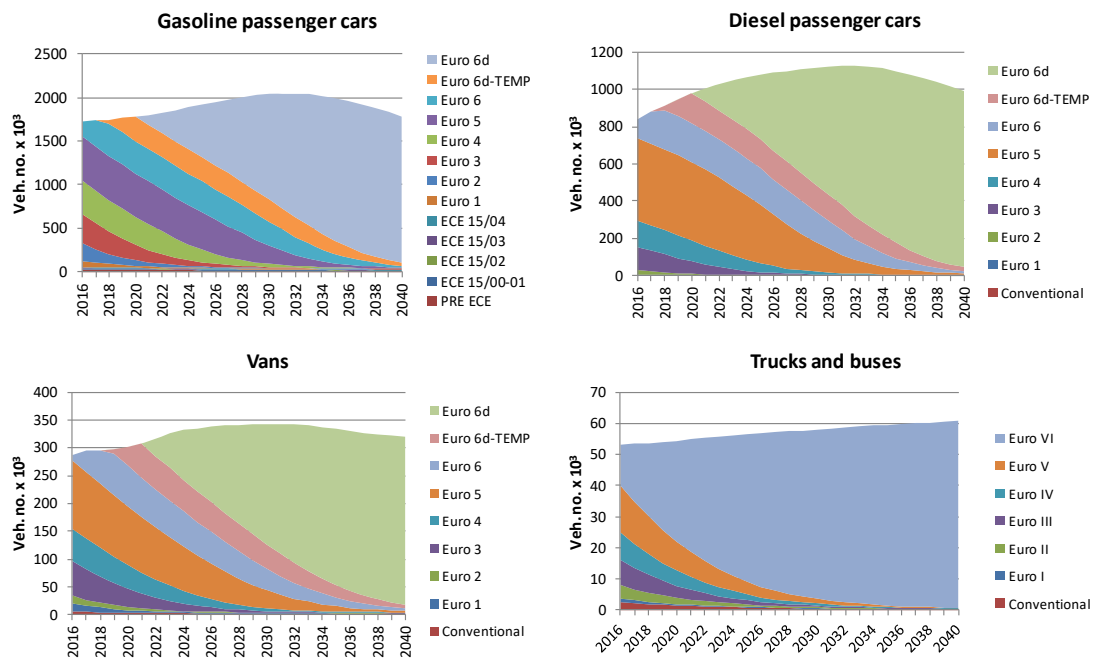 Gasoline passenger cars
Veh. no. x 10³
2500
2000
1500
1000
500
0
2016
2018
2020
2022
2024
2026
2028
2030
2032
2034
2036
2038
2040
Euro 6d
Euro 6d-TEMP
Euro 6
Euro 5
Euro 4
Euro 3
Euro 2
Euro 1
ECE 15/04
ECE 15/03
ECE 15/02
ECE 15/00-01
PRE ECE
Diesel passenger cars
Veh. no. x 10³
1200
1000
800
600
400
200
0
2016
2018
2020
2022
2024
2026
2028
2030
2032
2034
2036
2038
2040
Euro 6d
Euro 6d-TEMP
Euro 6
Euro 5
Euro 4
Euro 3
Euro 2
Euro 1
Conventional
Vans
Veh. no. x 10³
400
350
300
250
200
150
100
50
0
2016
2018
2020
2022
2024
2026
2028
2030
2032
2034
2036
2038
2040
Euro 6d
Euro 6d-TEMP
Euro 6
Euro 5
Euro 4
Euro 3
Euro 2
Euro 1
Conventional
Trucks and buses
Veh. no. x 10³
70
60
50
40
30
20
10
0
2016
2018
2020
2022
2024
2026
2028
2030
2032
2034
2036
2038
2040
Euro VI
Euro V
Euro IV
Euro III
Euro II
Euro I
Conventional